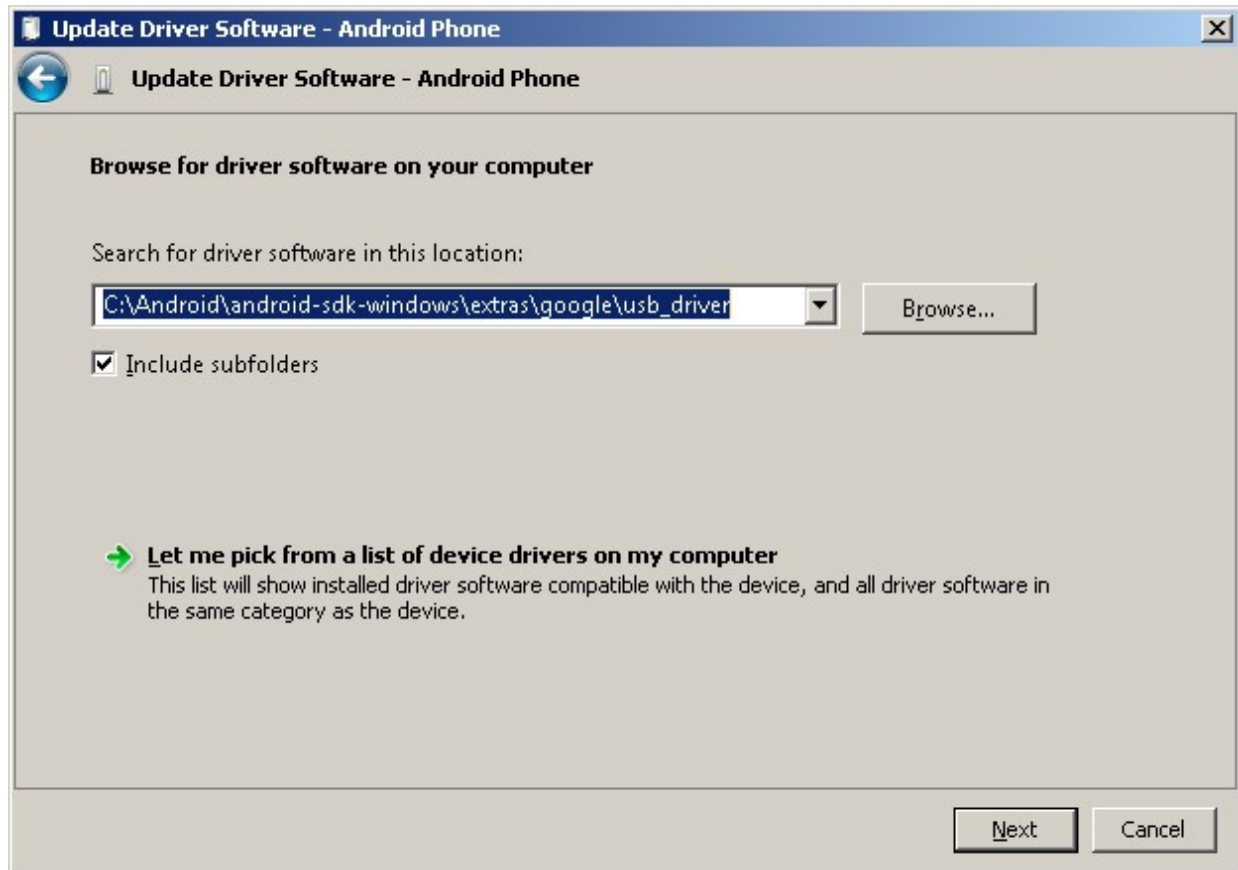 Update Driver Software - Android Phone
Update Driver Software - Android Phone
Browse for driver software on your computer
Search for driver software in this location:
C:\Android\android-sdk-windows\extras\google\usb_driver
Browse...
Include subfolders
Let me pick from a list of device drivers on my computer
This list will show installed driver software compatible with the device, and all driver software in
the same category as the device.
Next
Cancel